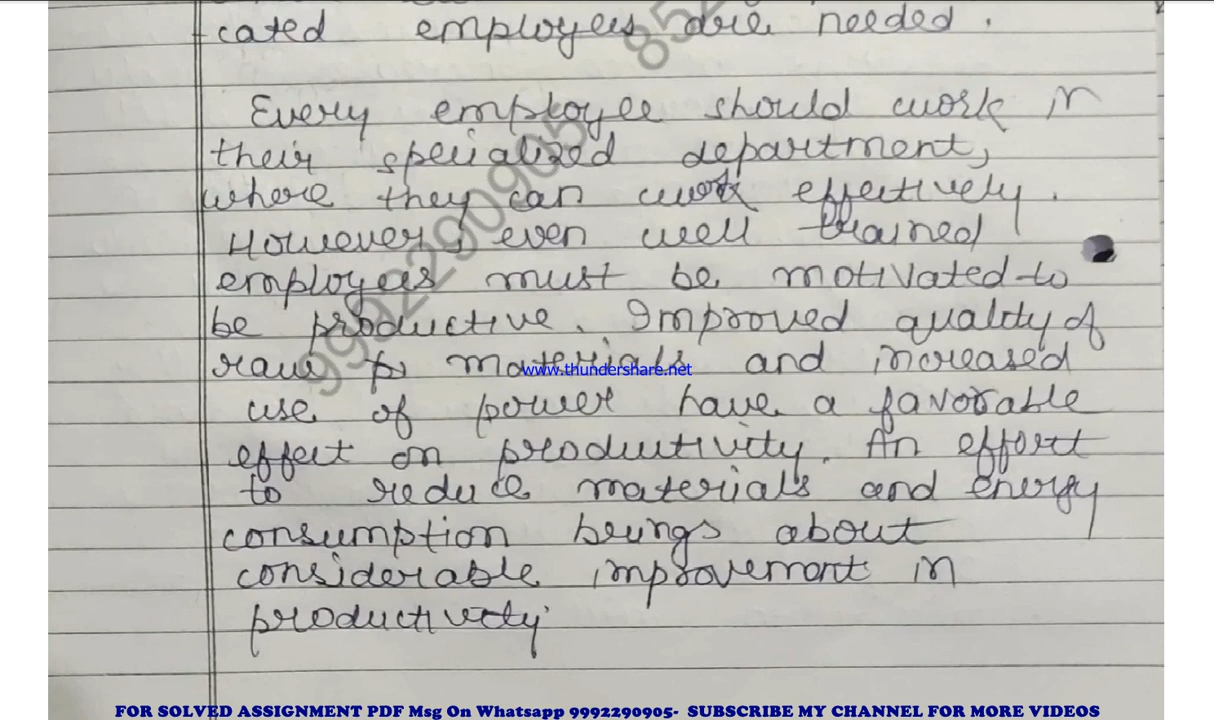 cated employees are needed.
Every employee should work in
their specialized department,
where they can work effectively.
However, even well trained
employees must be motivated to
be productive. Improved quality of
raw materials and increased
use of power have a favorable
effect on productivity. An effort
to reduce materials and energy
consumption brings about
considerable improvement in
productivity.
9992290905
852
www.thundershare.net
FOR SOLVED ASSIGNMENT PDF Msg On Whatsapp 9992290905- SUBSCRIBE MY CHANNEL FOR MORE VIDEOS